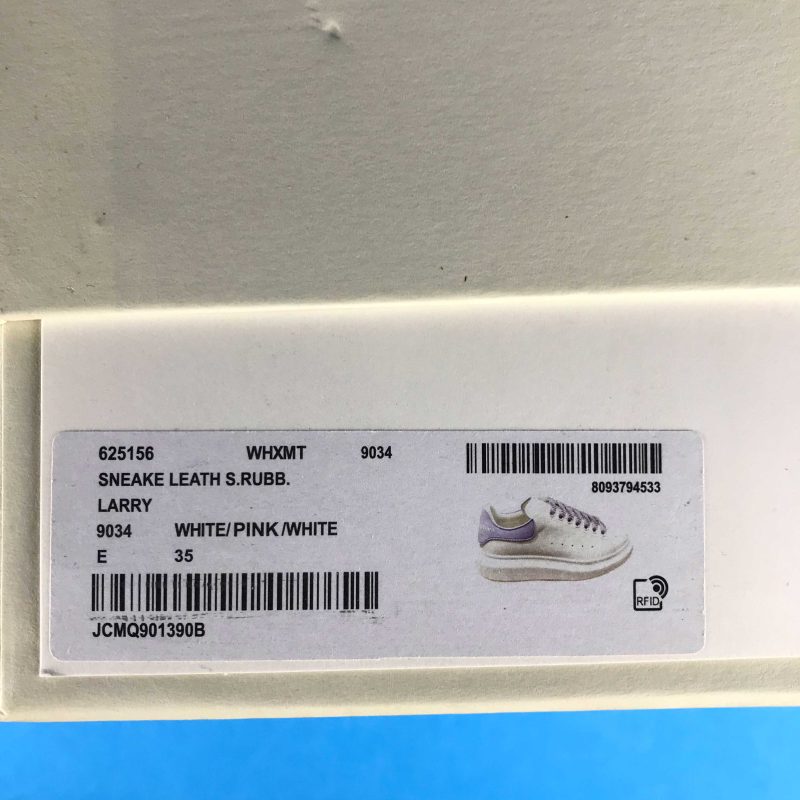 625156 WHXMT 9034
SNEAKE LEATH S.RUBB.
LARRY
9034 WHITE/PINK/WHITE
E 35
JCMQ901390B
8093794533
RFID